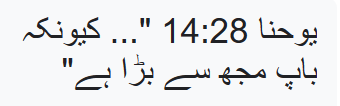 یوحنا 14:28 "... کیونکہ
باپ مجھ سے بڑا ہے"